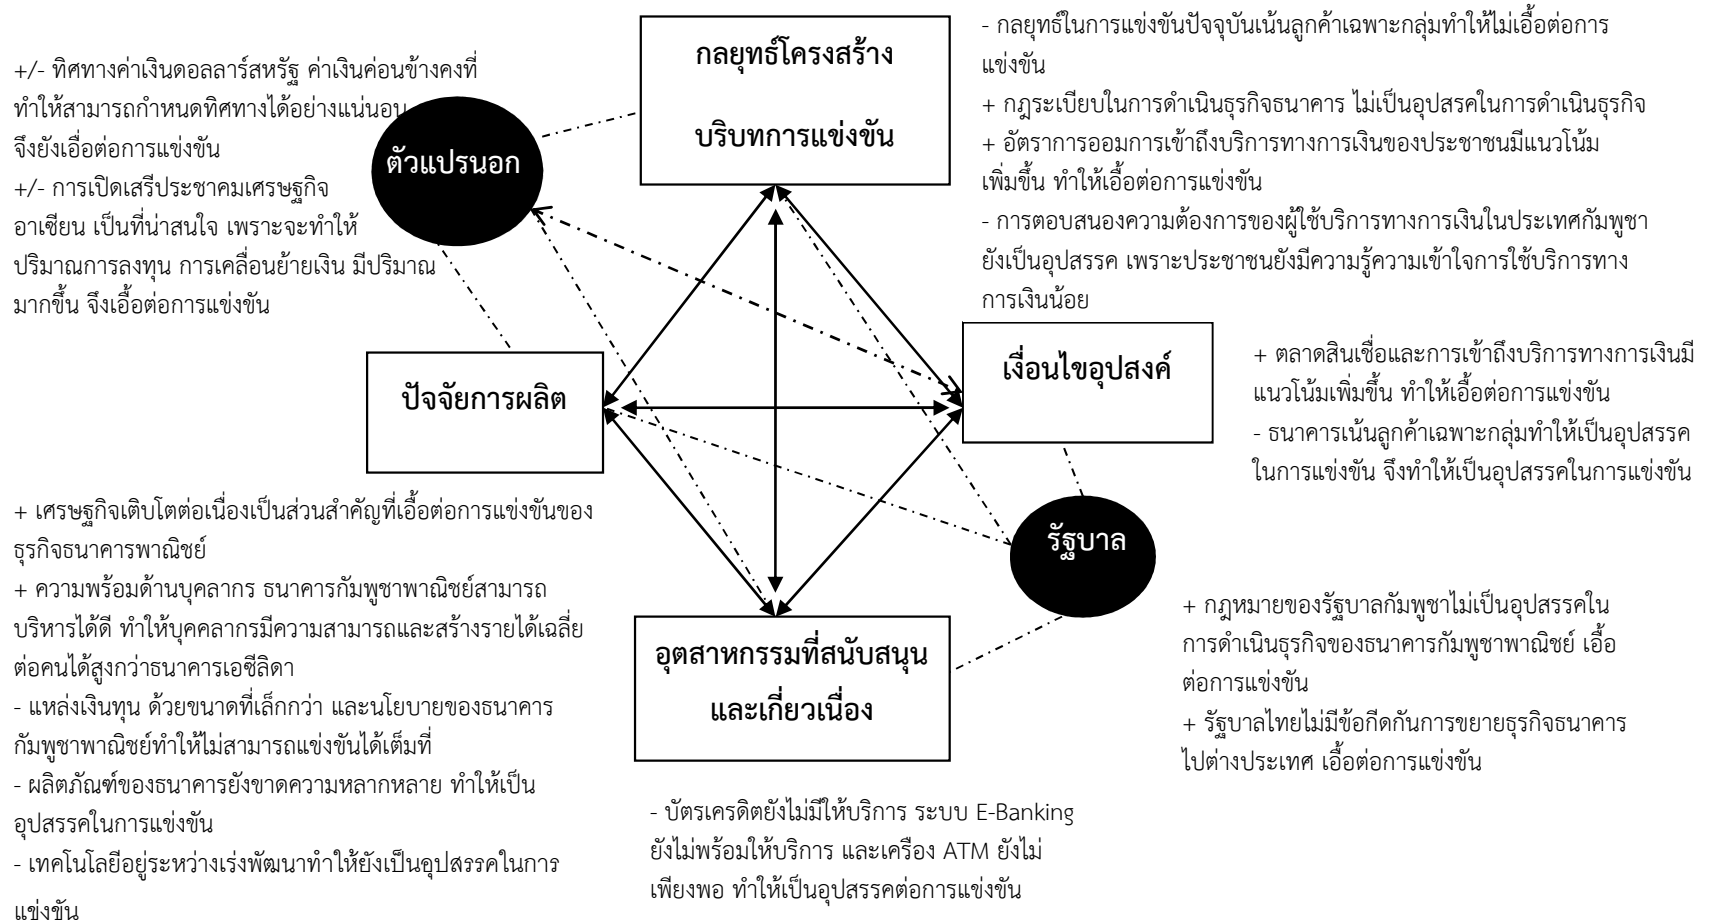 กลยุทธ์โครงสร้าง
บริบทการแข่งขัน
- กลยุทธ์ในการแข่งขันปัจจุบันเน้นลูกค้าเฉพาะกลุ่มทำให้ไม่เอื้อต่อการ
แข่งขัน
+ กฎระเบียบในการดำเนินธุรกิจธนาคาร ไม่เป็นอุปสรคในการดำเนินธุรกิจ
+ อัตราการออมการเข้าถึงบริการทางการเงินของประชาชนมีแนวโน้ม
เพิ่มขึ้น ทำให้เอื้อต่อการแข่งขัน
- การตอบสนองความต้องการของผู้ใช้บริการทางการเงินในประเทศกัมพูชา
ยังเป็นอุปสรรค เพราะประชาชนยังมีความรู้ความเข้าใจการใช้บริการทาง
การเงินน้อย
+/- ทิศทางค่าเงินดอลลาร์สหรัฐ ค่าเงินค่อนข้างคงที่
ทำให้สามารถกำหนดทิศทางได้อย่างแน่นอน
จึงยังเอื่อต่อการแข่งขัน
+/- การเปิดเสรีประชาคมเศรษฐกิจ
อาเซียน เป็นที่น่าสนใจ เพราะจะทำให้
ปริมาณการลงทุน การเคลื่อนย้ายเงิน มีปริมาณ
มากขึ้น จึงเอื้อต่อการแข่งขัน
ตัวแปรนอก
ปัจจัยการผลิต
เงื่อนไขอุปสงค์
+ ตลาดสินเชื่อและการเข้าถึงบริการทางการเงินมี
แนวโน้มเพิ่มขึ้น ทำให้เอื้อต่อการแข่งขัน
- ธนาคารเน้นลูกค้าเฉพาะกลุ่มทำให้เป็นอุปสรรค
ในการแข่งขัน จึงทำให้เป็นอุปสรรคในการแข่งขัน
+ เศรษฐกิจเติบโตต่อเนื่องเป็นส่วนสำคัญที่เอื้อต่อการแข่งขันของ
ธุรกิจธนาคารพาณิชย์
+ ความพร้อมด้านบุคลากร ธนาคารกัมพูชาพาณิชย์สามารถ
บริหารได้ดี ทำให้บุคคลากรมีความสามารถและสร้างรายได้เฉลี่ย
ต่อคนได้สูงกว่าธนาคารเอซีลิดา
- แหล่งเงินทุน ด้วยขนาดที่เล็กกว่า และนโยบายของธนาคาร
กัมพูชาพาณิชย์ทำให้ไม่สามารถแข่งขันได้เต็มที่
- ผลิตภัณฑ์ของธนาคารยังขาดความหลากหลาย ทำให้เป็น
อุปสรรคในการแข่งขัน
- เทคโนโลยีอยู่ระหว่างเร่งพัฒนาทำให้ยังเป็นอุปสรรคในการ
แข่งขัน
รัฐบาล
+ กฎหมายของรัฐบาลกัมพูชาไม่เป็นอุปสรรคใน
การดำเนินธุรกิจของธนาคารกัมพูชาพาณิชย์ เอื้อ
ต่อการแข่งขัน
+ รัฐบาลไทยไม่มีข้อกีดกันการขยายธุรกิจธนาคาร
ไปต่างประเทศ เอื้อต่อการแข่งขัน
อุตสาหกรรมที่สนับสนุน
และเกี่ยวเนื่อง
- บัตรเครดิตยังไม่มีให้บริการ ระบบ E-Banking
ยังไม่พร้อมให้บริการ และเครือง ATM ยังไม่
เพียงพอ ทำให้เป็นอุปสรรคต่อการแข่งขัน